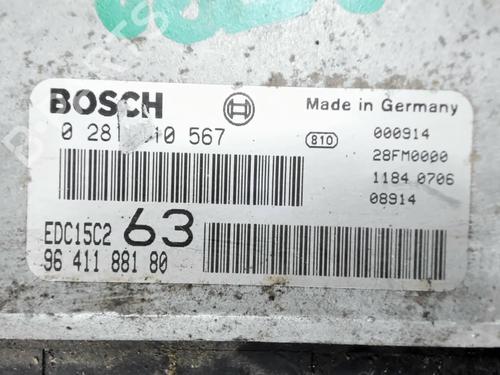 BOSCH
Made in Germany
0 281 010 567
810
000914
28FM0000
1184 0706
08914
EDC15C2 63
96 411 881 80